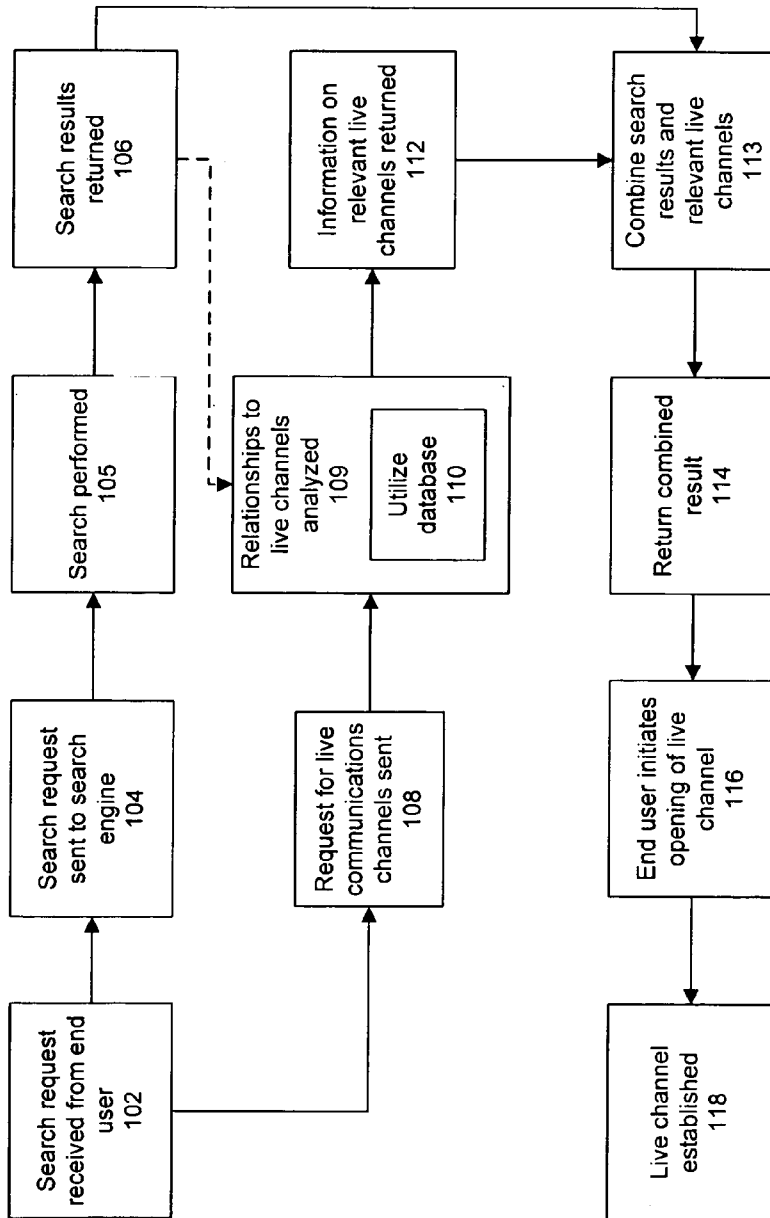 Search request
received from end
user
102
Search request
sent to search
engine
104
Search performed
105
Search results
returned
106
Request for live
communications
channels sent
108
Relationships to
live channels
analyzed
109
Utilize
database
110
Information on
relevant live
channels returned
112
Combine search
results and
relevant live
channels
113
Return combined
result
114
End user initiates
opening of live
channel
116
Live channel
established
118